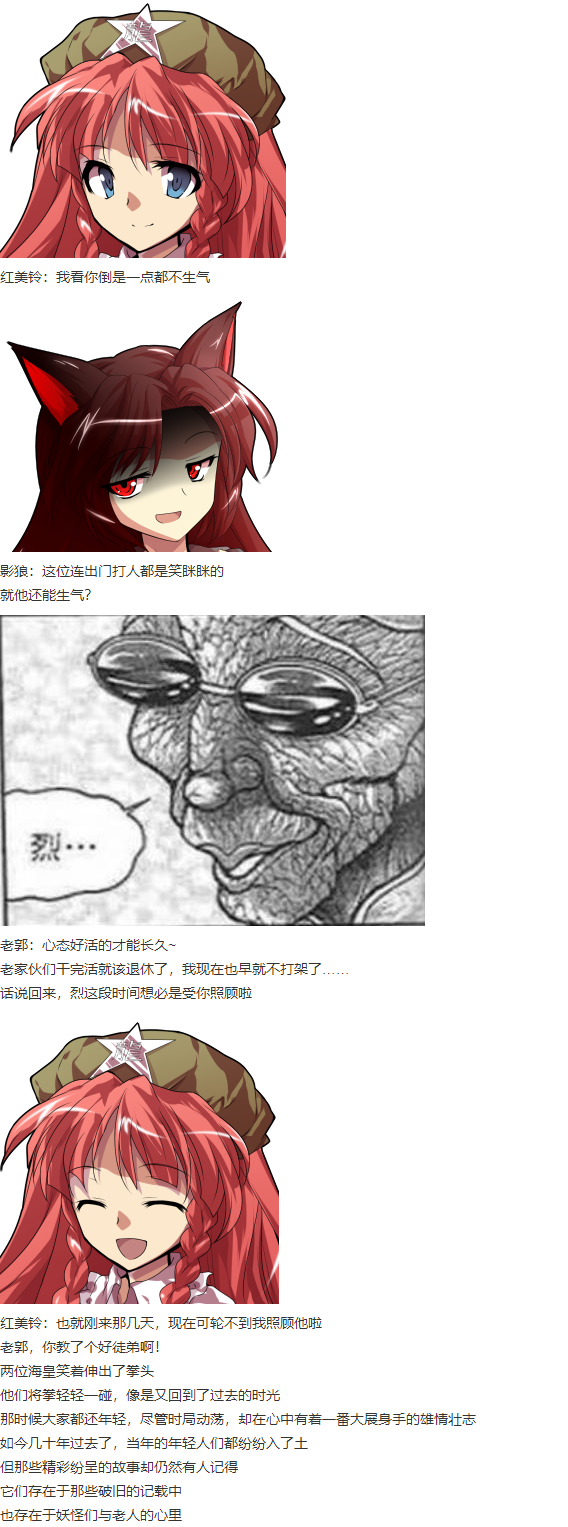 红美铃：我看你倒是一点都不生气
影狼：这位连出门打人都是笑眯眯的
就他还能生气？
烈…
老郭：心态好活的才能长久~
老家伙们干完活就该退休了，我现在也早就不打架了……
话说回来，烈这段时间想必是受你照顾啦
红美铃：也就刚来那几天，现在可轮不到我照顾他啦
老郭，你教了个好徒弟啊！
两位海皇笑着伸出了拳头
他们将拳轻轻一碰，像是又回到了过去的时光
那时候大家都还年轻，尽管时局动荡，却在心中有着一番大展身手的雄情壮志
如今几十年过去了，当年的年轻人们都纷纷入了土
但那些精彩纷呈的故事却仍然有人记得
它们存在于那些破旧的记载中
也存在于妖怪们与老人的心里